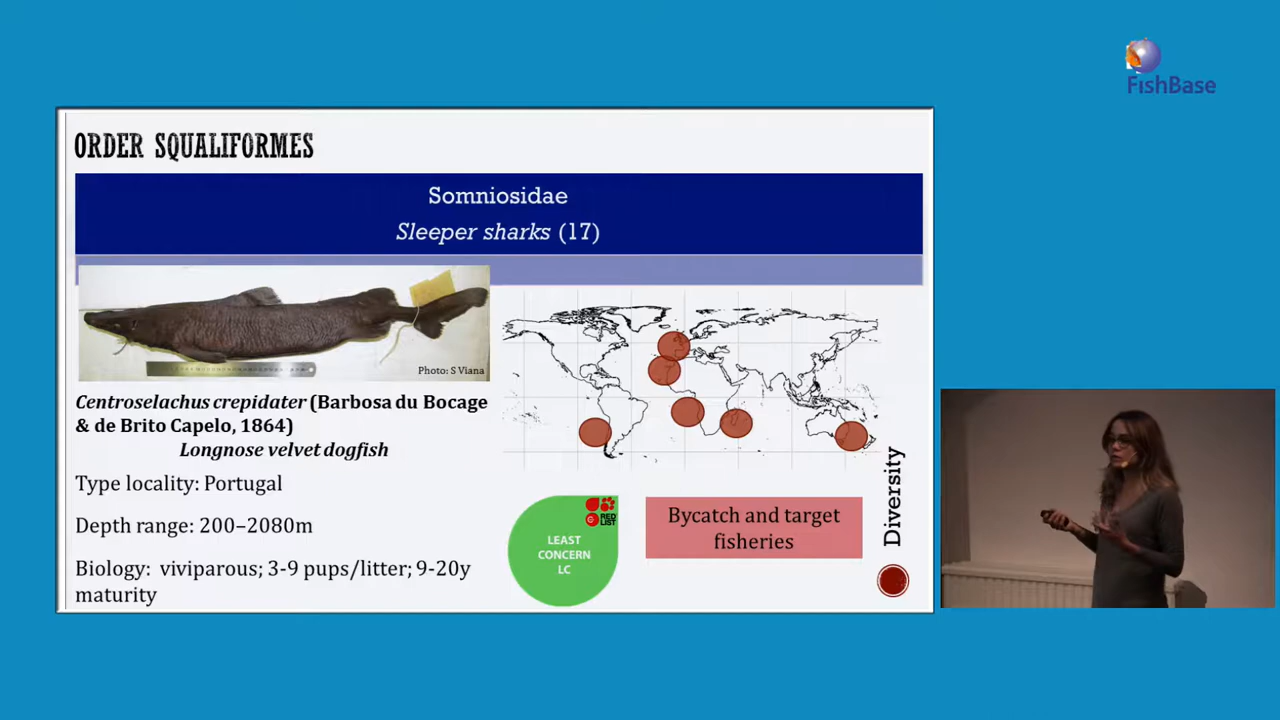 FishBase
ORDER SQUALIFORMES
Somniosidae
Sleeper sharks (17)
Photo: S Viana
Centroselachus crepidater (Barbosa du Bocage
& de Brito Capelo, 1864)
Longnose velvet dogfish
Type locality: Portugal
Depth range: 200–2080m
Biology: viviparous; 3-9 pups/litter; 9-20y
maturity
RED
LIST
LEAST
CONCERN
LC
Bycatch and target
fisheries
Diversity